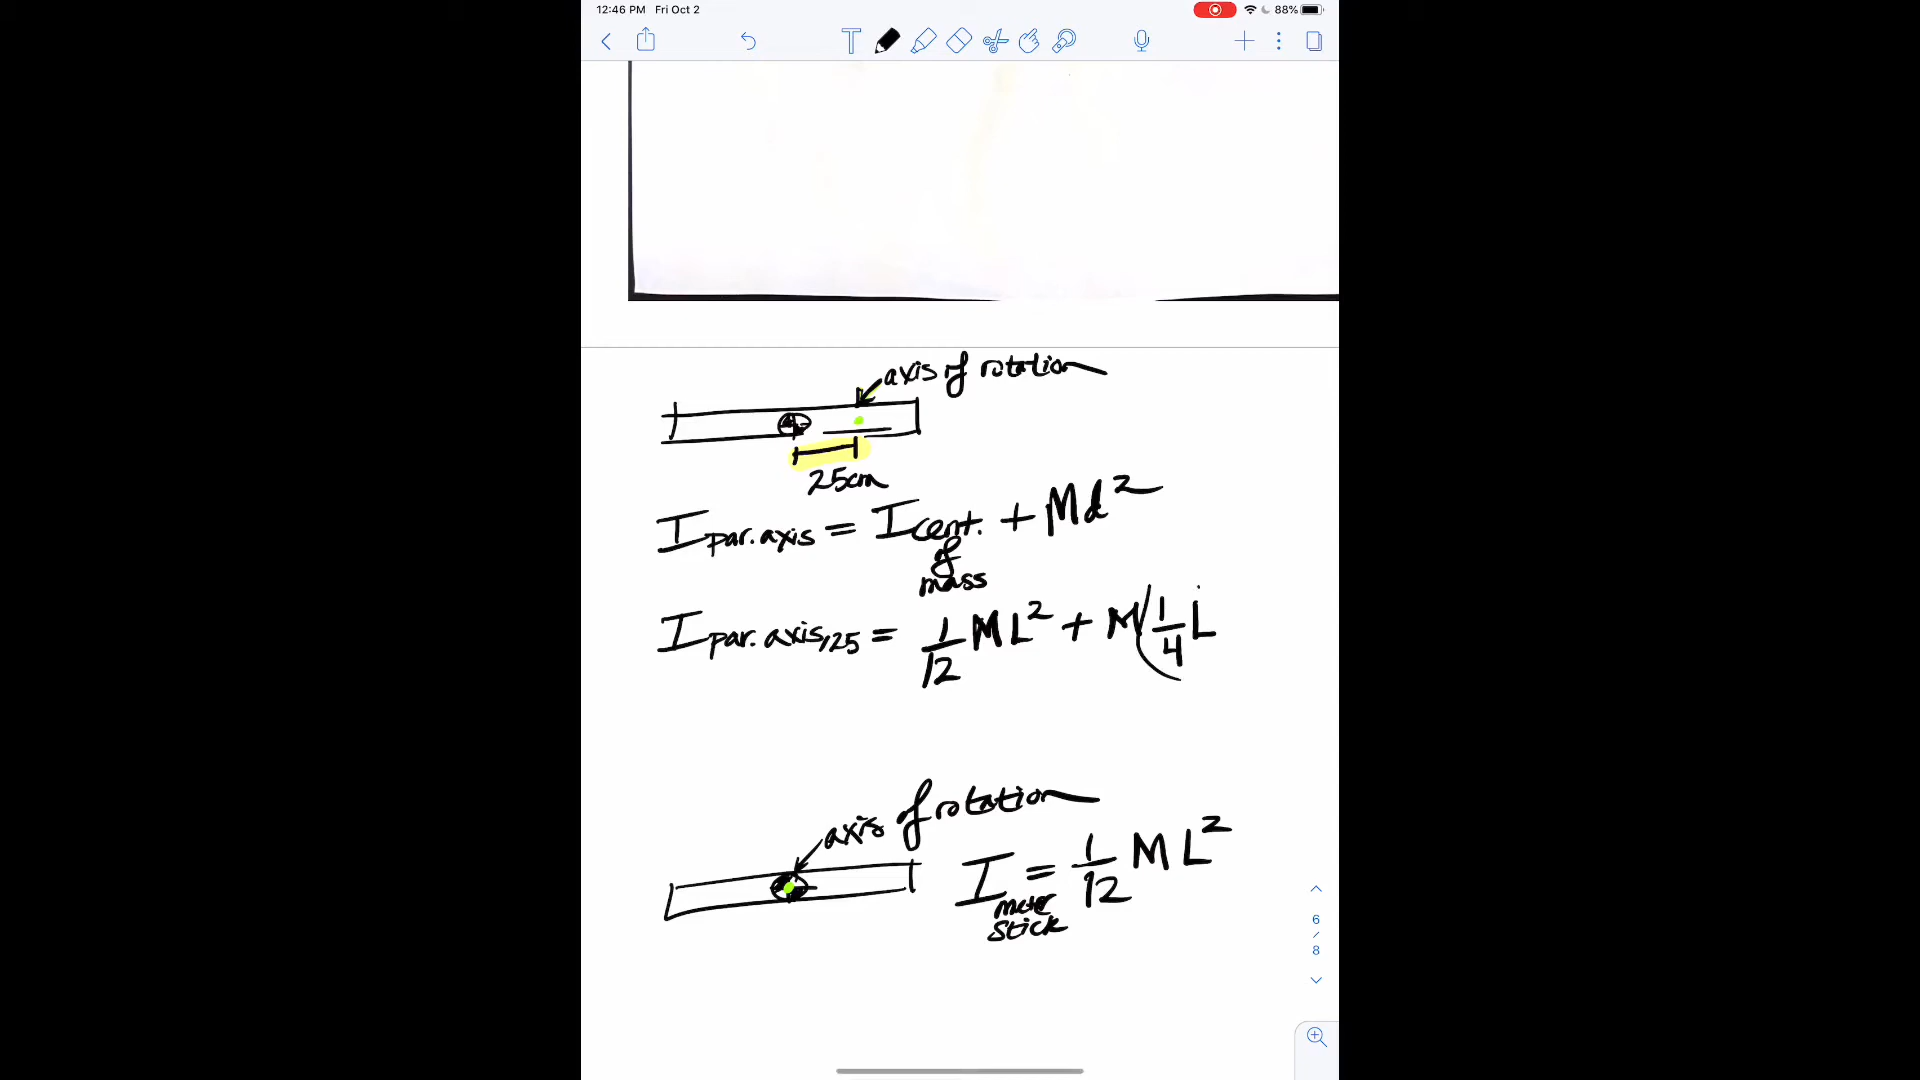 12:46 PM Fri Oct 2
88%
T
axis of rotation
25cm
I par. axis = I cent. of mass + Md²
I par. axis,25 = 1/12 ML² + M(1/4 L
axis of rotation
I meter stick = 1/12 ML²
6
/
8